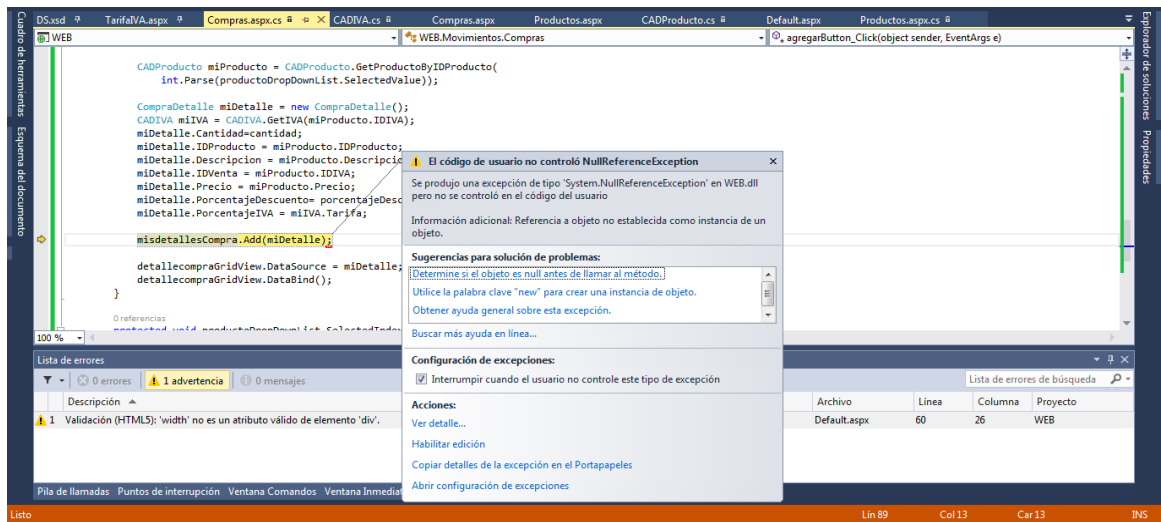 DS.xsd TarifaIVA.aspx Compras.aspx.cs CADIVA.cs Compras.aspx Productos.aspx CADProducto.cs Default.aspx Productos.aspx.cs
WEB WEB.Movimientos.Compras agregarButton_Click(object sender, EventArgs e)
Cuadro de herramientas
Esquema del documento
Explorador de soluciones
Propiedades
CADProducto miProducto = CADProducto.GetProductoByIDProducto(
int.Parse(productoDropDownList.SelectedValue));
CompraDetalle miDetalle = new CompraDetalle();
CADIVA miIVA = CADIVA.GetIVA(miProducto.IDIVA);
miDetalle.Cantidad=cantidad;
miDetalle.IDProducto = miProducto.IDProducto;
miDetalle.Descripcion = miProducto.Descripcio
miDetalle.IDVenta = miProducto.IDIVA;
miDetalle.Precio = miProducto.Precio;
miDetalle.PorcentajeDescuento= porcentajeDesc
miDetalle.PorcentajeIVA = miIVA.Tarifa;
misdetallesCompra.Add(miDetalle);
detallecompraGridView.DataSource = miDetalle;
detallecompraGridView.DataBind();
}
0 referencias
protected void productoDropDownList_SelectedIndex
100 %
El código de usuario no controló NullReferenceException
Se produjo una excepción de tipo 'System.NullReferenceException' en WEB.dll
pero no se controló en el código del usuario
Información adicional: Referencia a objeto no establecida como instancia de un
objeto.
Sugerencias para solución de problemas:
Determine si el objeto es null antes de llamar al método.
Utilice la palabra clave "new" para crear una instancia de objeto.
Obtener ayuda general sobre esta excepción.
Buscar más ayuda en línea...
Configuración de excepciones:
Interrumpir cuando el usuario no controle este tipo de excepción
Acciones:
Ver detalle...
Habilitar edición
Copiar detalles de la excepción en el Portapapeles
Abrir configuración de excepciones
Lista de errores
0 errores 1 advertencia 0 mensajes Lista de errores de búsqueda
Descripción Archivo Línea Columna Proyecto
1 Validación (HTML5): 'width' no es un atributo válido de elemento 'div'. Default.aspx 60 26 WEB
Pila de llamadas Puntos de interrupción Ventana Comandos Ventana Inmediat
Listo Lín 89 Col 13 Car 13 INS